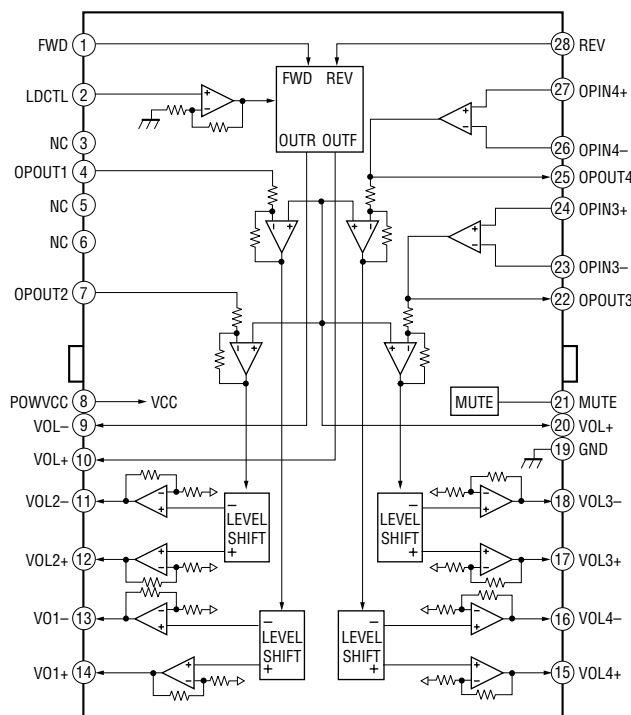 FWD 1
28 REV
FWD REV
LDCTL 2
27 OPIN4+
+
−
+
−
OUTR OUTF
NC 3
26 OPIN4−
OPOUT1 4
25 OPOUT4
NC 5
24 OPIN3+
− +
+ −
+
−
NC 6
23 OPIN3−
OPOUT2 7
22 OPOUT3
− +
+ −
POWVCC 8
VCC
MUTE
21 MUTE
VOL− 9
20 VOL+
VOL+ 10
19 GND
VOL2− 11
−
+
−
LEVEL
SHIFT
+
−
LEVEL
SHIFT
+
−
+
18 VOL3−
VOL2+ 12
+
−
+
−
17 VOL3+
VO1− 13
−
+
−
LEVEL
SHIFT
+
−
LEVEL
SHIFT
+
−
+
16 VOL4−
VO1+ 14
+
−
+
−
15 VOL4+